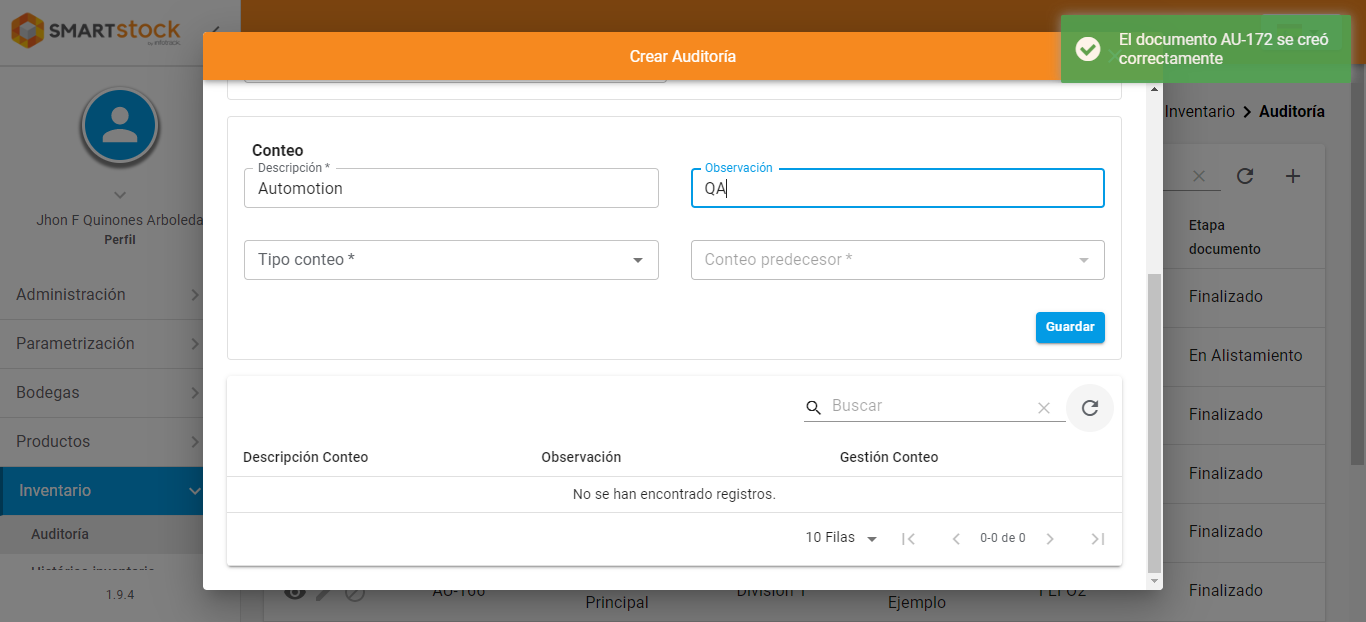 SMARTSTOCK
by infotrack
Crear Auditoría
El documento AU-172 se creó
correctamente
Inventario > Auditoría
Jhon F Quinones Arboleda
Perfil
Administración
Parametrización
Bodegas
Productos
Inventario
Auditoría
Histórico inventario
1.9.4
Conteo
Descripción *
Automotion
Observación
QA
Tipo conteo *
Conteo predecesor *
Guardar
Buscar
Descripción Conteo
Observación
Gestión Conteo
No se han encontrado registros.
10 Filas
0-0 de 0
Etapa
documento
Finalizado
En Alistamiento
Finalizado
Finalizado
Finalizado
Finalizado
AU-160
Principal
División 1
Ejemplo